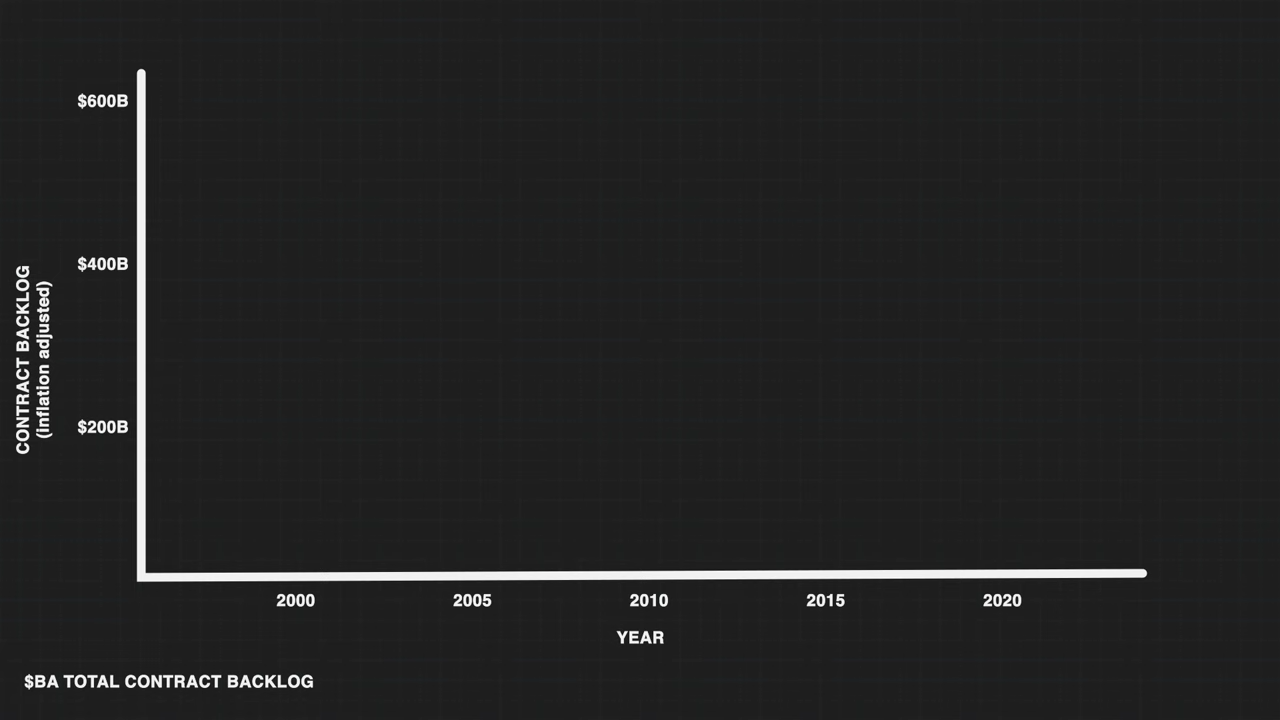 $600B
$400B
$200B
CONTRACT BACKLOG
(inflation adjusted)
2000 2005 2010 2015 2020
YEAR
$BA TOTAL CONTRACT BACKLOG